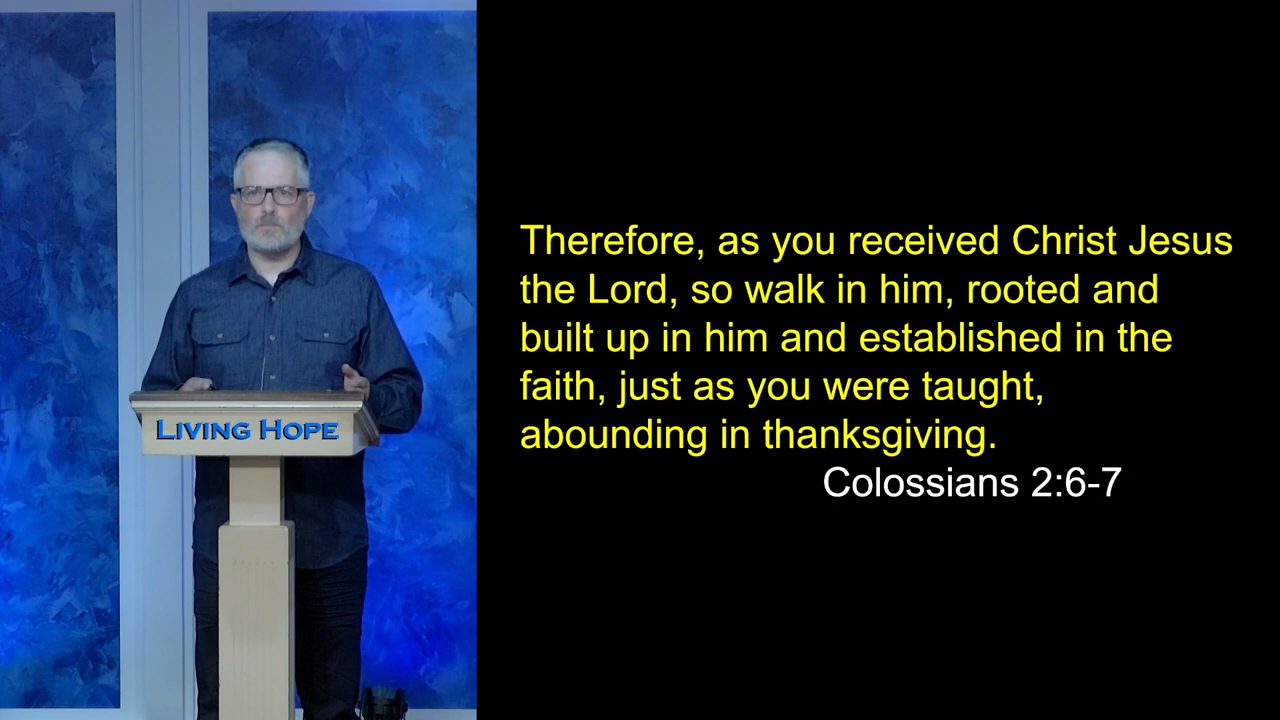 LIVING HOPE
Therefore, as you received Christ Jesus
the Lord, so walk in him, rooted and
built up in him and established in the
faith, just as you were taught,
abounding in thanksgiving.
Colossians 2:6-7